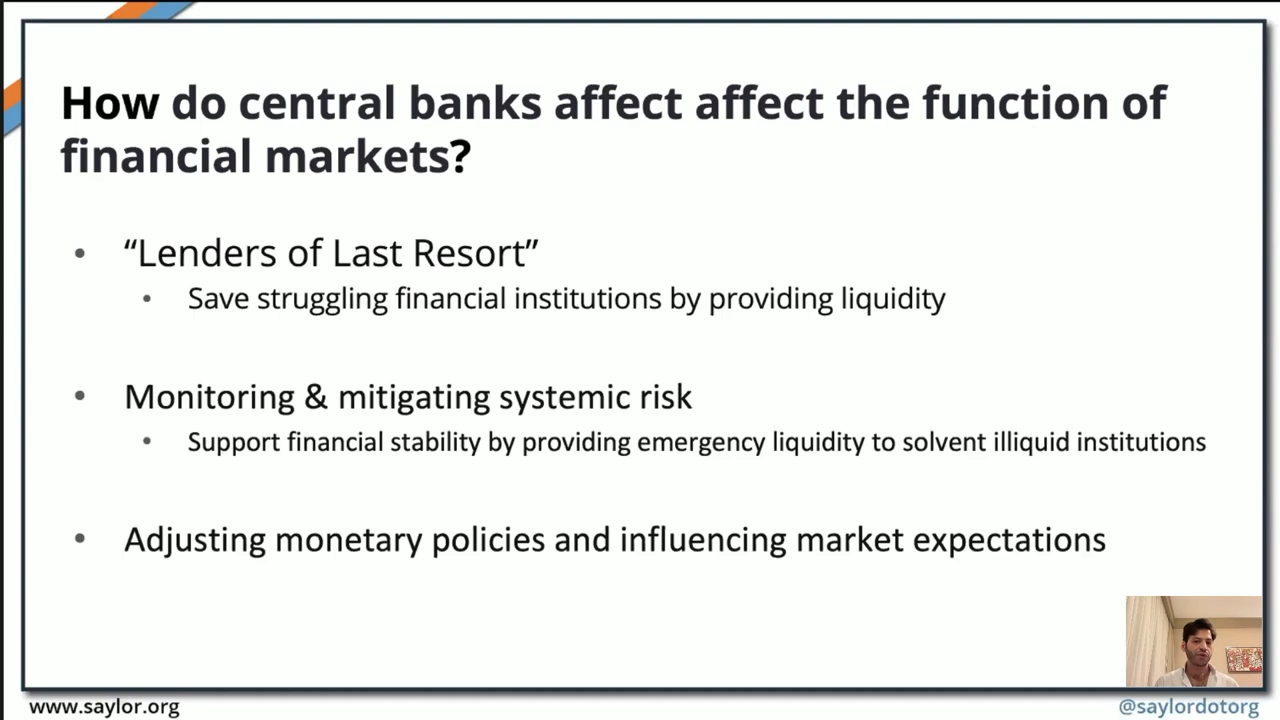 How do central banks affect affect the function of
financial markets?
• “Lenders of Last Resort”
• Save struggling financial institutions by providing liquidity
• Monitoring & mitigating systemic risk
• Support financial stability by providing emergency liquidity to solvent illiquid institutions
• Adjusting monetary policies and influencing market expectations
www.saylor.org
@saylordotorg